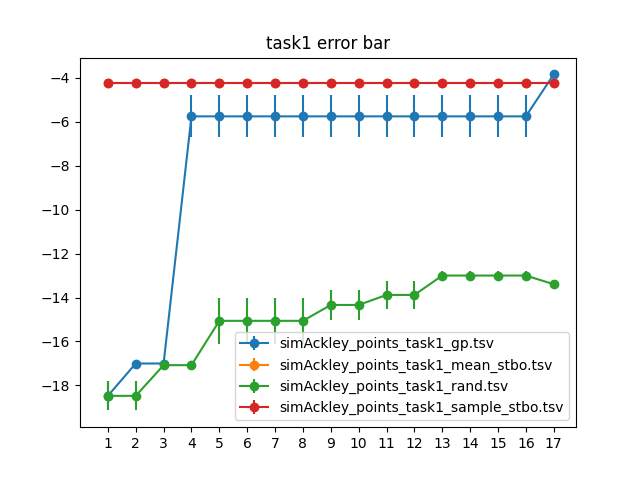 task1 error bar
−4
−6
−8
−10
−12
−14
−16
−18
simAckley_points_task1_gp.tsv
simAckley_points_task1_mean_stbo.tsv
simAckley_points_task1_rand.tsv
simAckley_points_task1_sample_stbo.tsv
1 2 3 4 5 6 7 8 9 10 11 12 13 14 15 16 17